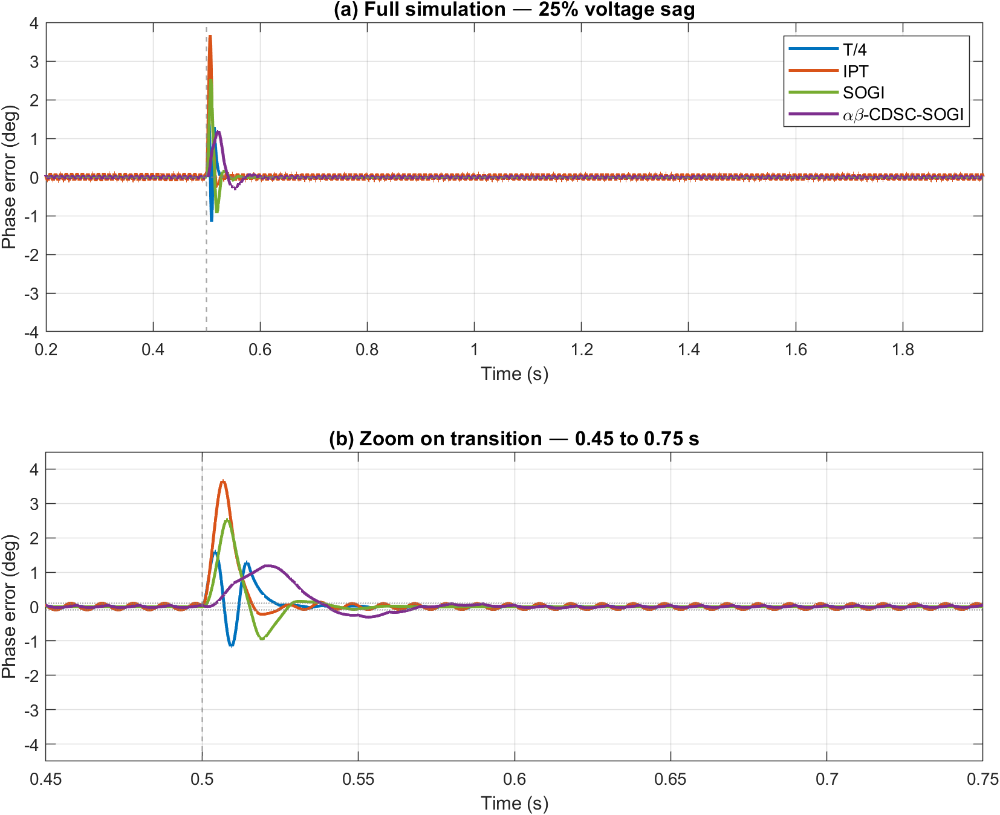 (a) Full simulation — 25% voltage sag
4
3
2
1
0
-1
-2
-3
-4
Phase error (deg)
T/4
IPT
SOGI
αβ-CDSC-SOGI
0.2 0.4 0.6 0.8 1 1.2 1.4 1.6 1.8
Time (s)
(b) Zoom on transition — 0.45 to 0.75 s
4
3
2
1
0
-1
-2
-3
-4
Phase error (deg)
0.45 0.5 0.55 0.6 0.65 0.7 0.75
Time (s)